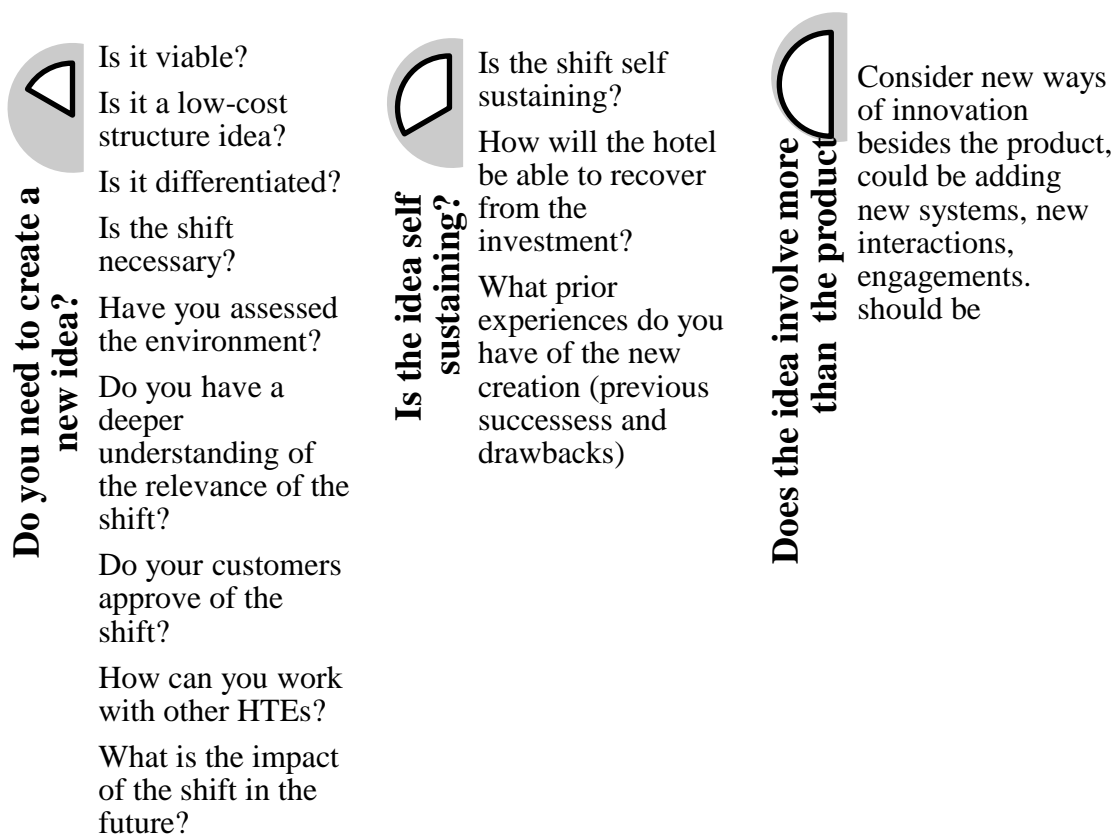 Do you need to create a
new idea?
Is it viable?
Is it a low-cost
structure idea?
Is it differentiated?
Is the shift
necessary?
Have you assessed
the environment?
Do you have a
deeper
understanding of
the relevance of the
shift?
Do your customers
approve of the
shift?
How can you work
with other HTEs?
What is the impact
of the shift in the
future?
Is the idea self
sustaining?
Is the shift self
sustaining?
How will the hotel
be able to recover
from the
investment?
What prior
experiences do you
have of the new
creation (previous
successess and
drawbacks)
Does the idea involve more
than the product
Consider new ways
of innovation
besides the product,
could be adding
new systems, new
interactions,
engagements.
should be